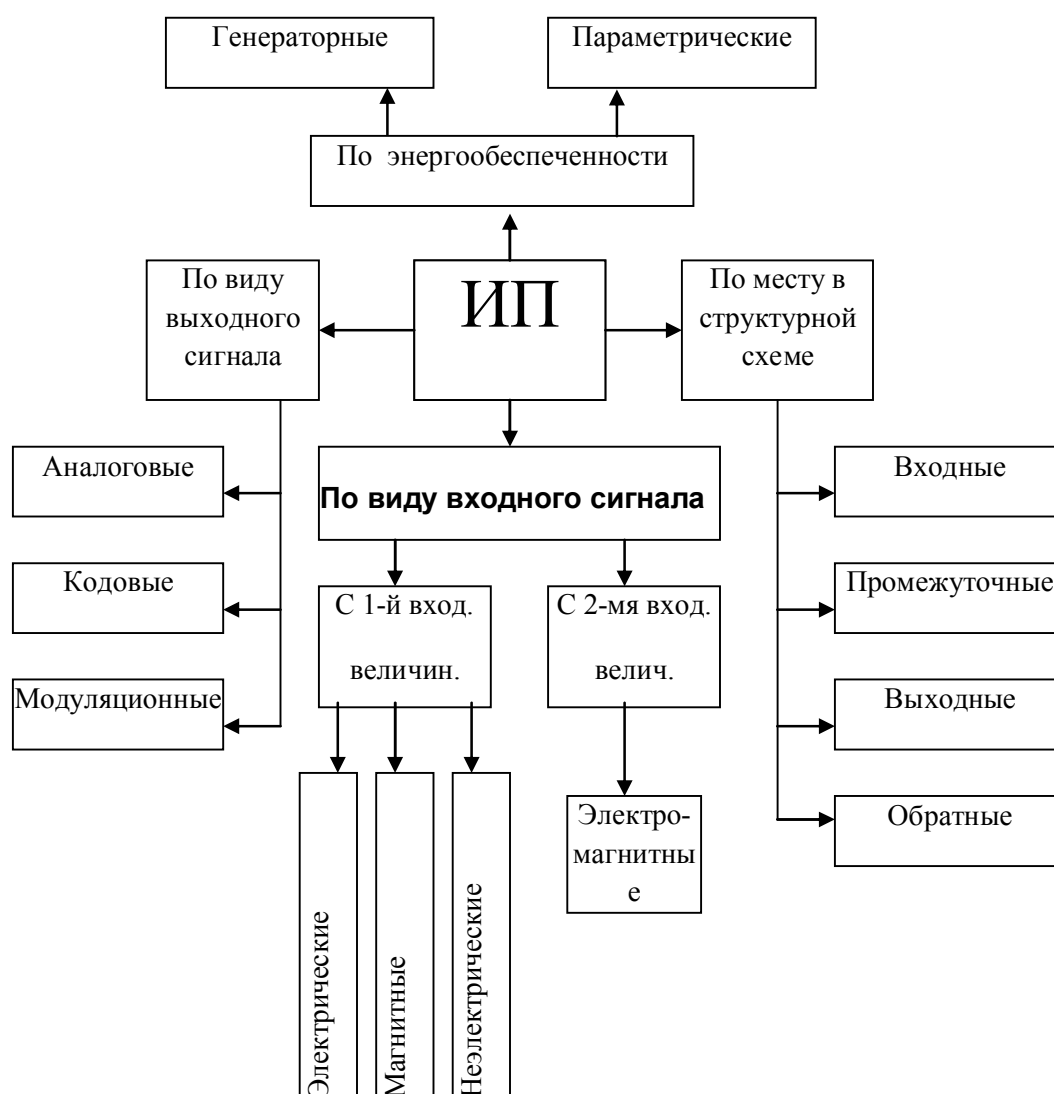 Генераторные
Параметрические
По энергообеспеченности
По виду
выходного
сигнала
ИП
По месту в
структурной
схеме
Аналоговые
По виду входного сигнала
Входные
Кодовые
С 1-й вход.
величин.
С 2-мя вход.
велич.
Промежуточные
Модуляционные
Выходные
Электро-
магнитны
е
Обратные
Электрические
Магнитные
Неэлектрические